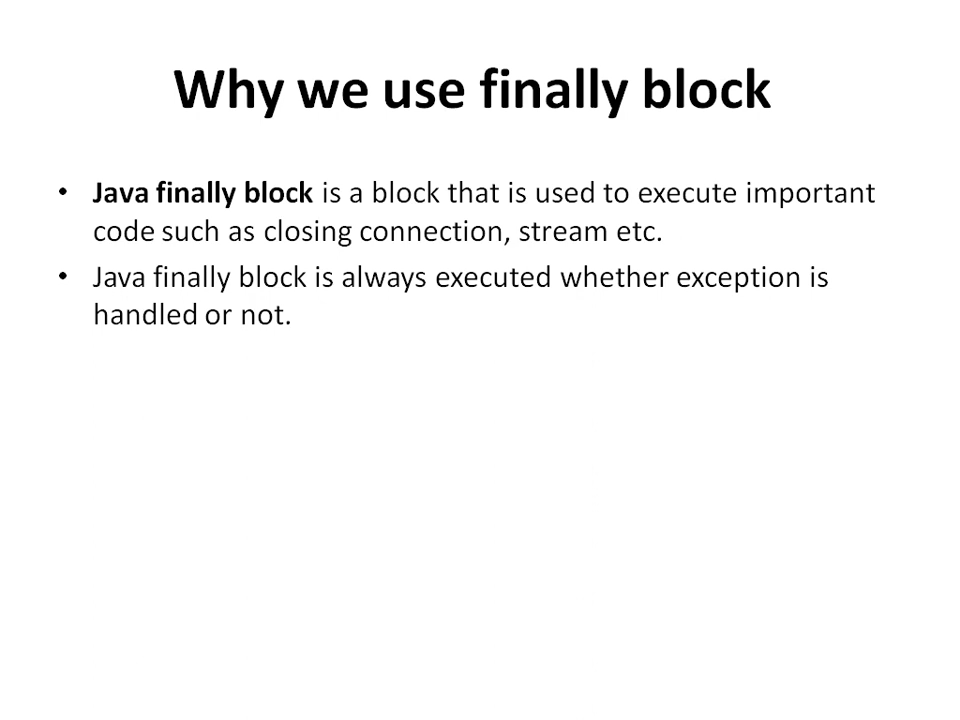 Why we use finally block
• Java finally block is a block that is used to execute important
code such as closing connection, stream etc.
• Java finally block is always executed whether exception is
handled or not.